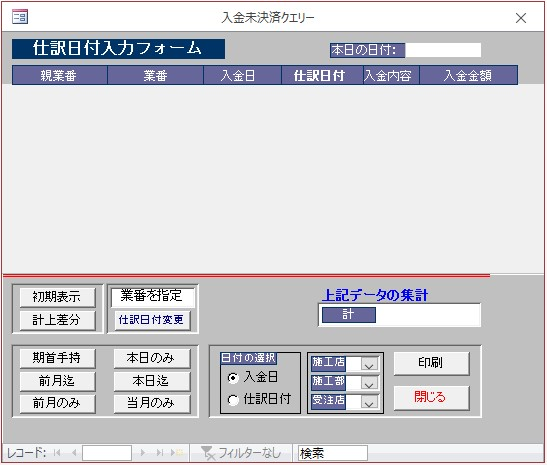 入金未決済クエリー
仕訳日付入力フォーム
本日の日付:
親業番 業番 入金日 仕訳日付 入金内容 入金金額
初期表示 業番を指定
計上差分 仕訳日付変更
上記データの集計
計
期首手持 本日のみ
前月迄 本日迄
前月のみ 当月のみ
日付の選択
入金日
仕訳日付
施工店
施工部
受注店
印刷
閉じる
レコード: フィルターなし 検索